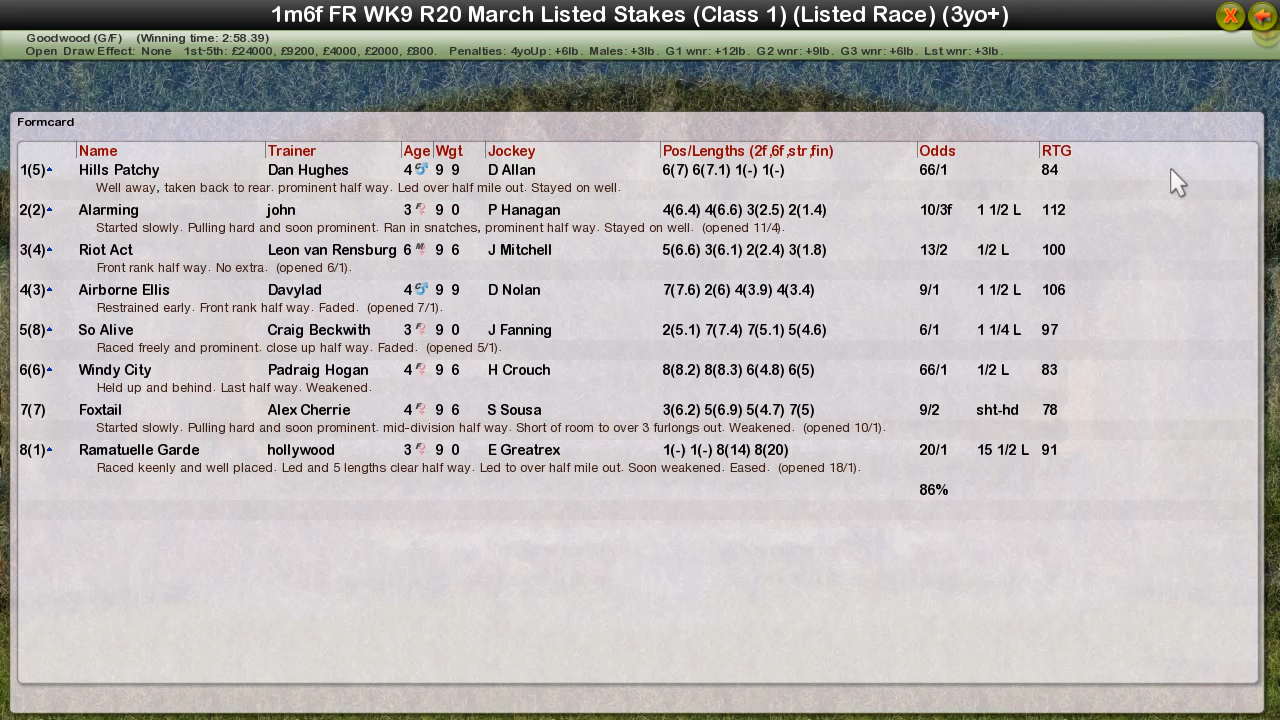 1m6f FR WK9 R20 March Listed Stakes (Class 1) (Listed Race) (3yo+)
Goodwood (G/F) (Winning time: 2:58.39)
Open Draw Effect: None 1st-5th: £24000, £9200, £4000, £2000, £800. Penalties: 4yoUp: +6lb. Males: +3lb. G1 wnr: +12lb. G2 wnr: +9lb. G3 wnr: +6lb. Lst wnr: +3lb.
Formcard
Name Trainer Age Wgt Jockey Pos/Lengths (2f,6f,str,fin) Odds RTG
1(5) Hills Patchy Dan Hughes 4 9 9 D Allan 6(7) 6(7.1) 1(-) 1(-) 66/1 84
Well away, taken back to rear. prominent half way. Led over half mile out. Stayed on well.
2(2) Alarming john 3 F 9 0 P Hanagan 4(6.4) 4(6.6) 3(2.5) 2(1.4) 10/3f 1 1/2 L 112
Started slowly. Pulling hard and soon prominent. Ran in snatches, prominent half way. Stayed on well. (opened 11/4).
3(4) Riot Act Leon van Rensburg 6 M 9 6 J Mitchell 5(6.6) 3(6.1) 2(2.4) 3(1.8) 13/2 1/2 L 100
Front rank half way. No extra. (opened 6/1).
4(3) Airborne Ellis Davylad 4 9 9 D Nolan 7(7.6) 2(6) 4(3.9) 4(3.4) 9/1 1 1/2 L 106
Restrained early. Front rank half way. Faded. (opened 7/1).
5(8) So Alive Craig Beckwith 3 F 9 0 J Fanning 2(5.1) 7(7.4) 7(5.1) 5(4.6) 6/1 1 1/4 L 97
Raced freely and prominent. close up half way. Faded. (opened 5/1).
6(6) Windy City Padraig Hogan 4 F 9 6 H Crouch 8(8.2) 8(8.3) 6(4.8) 6(5) 66/1 1/2 L 83
Held up and behind. Last half way. Weakened.
7(7) Foxtail Alex Cherrie 4 F 9 6 S Sousa 3(6.2) 5(6.9) 5(4.7) 7(5) 9/2 sht-hd 78
Started slowly. Pulling hard and soon prominent. mid-division half way. Short of room to over 3 furlongs out. Weakened. (opened 10/1).
8(1) Ramatuelle Garde hollywood 3 F 9 0 E Greatrex 1(-) 1(-) 8(14) 8(20) 20/1 15 1/2 L 91
Raced keenly and well placed. Led and 5 lengths clear half way. Led to over half mile out. Soon weakened. Eased. (opened 18/1).
86%